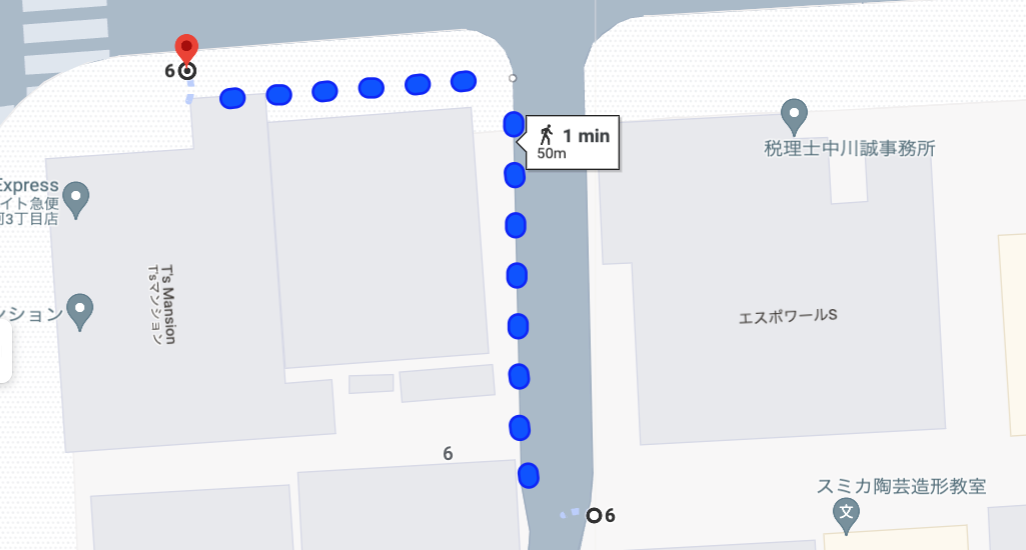 6
1 min
50m
税理士中川誠事務所
Express
イト急便
町3丁目店
T's Mansion
T'sマンション
ンション
エスポワールS
6
スミカ陶芸造形教室
文
6